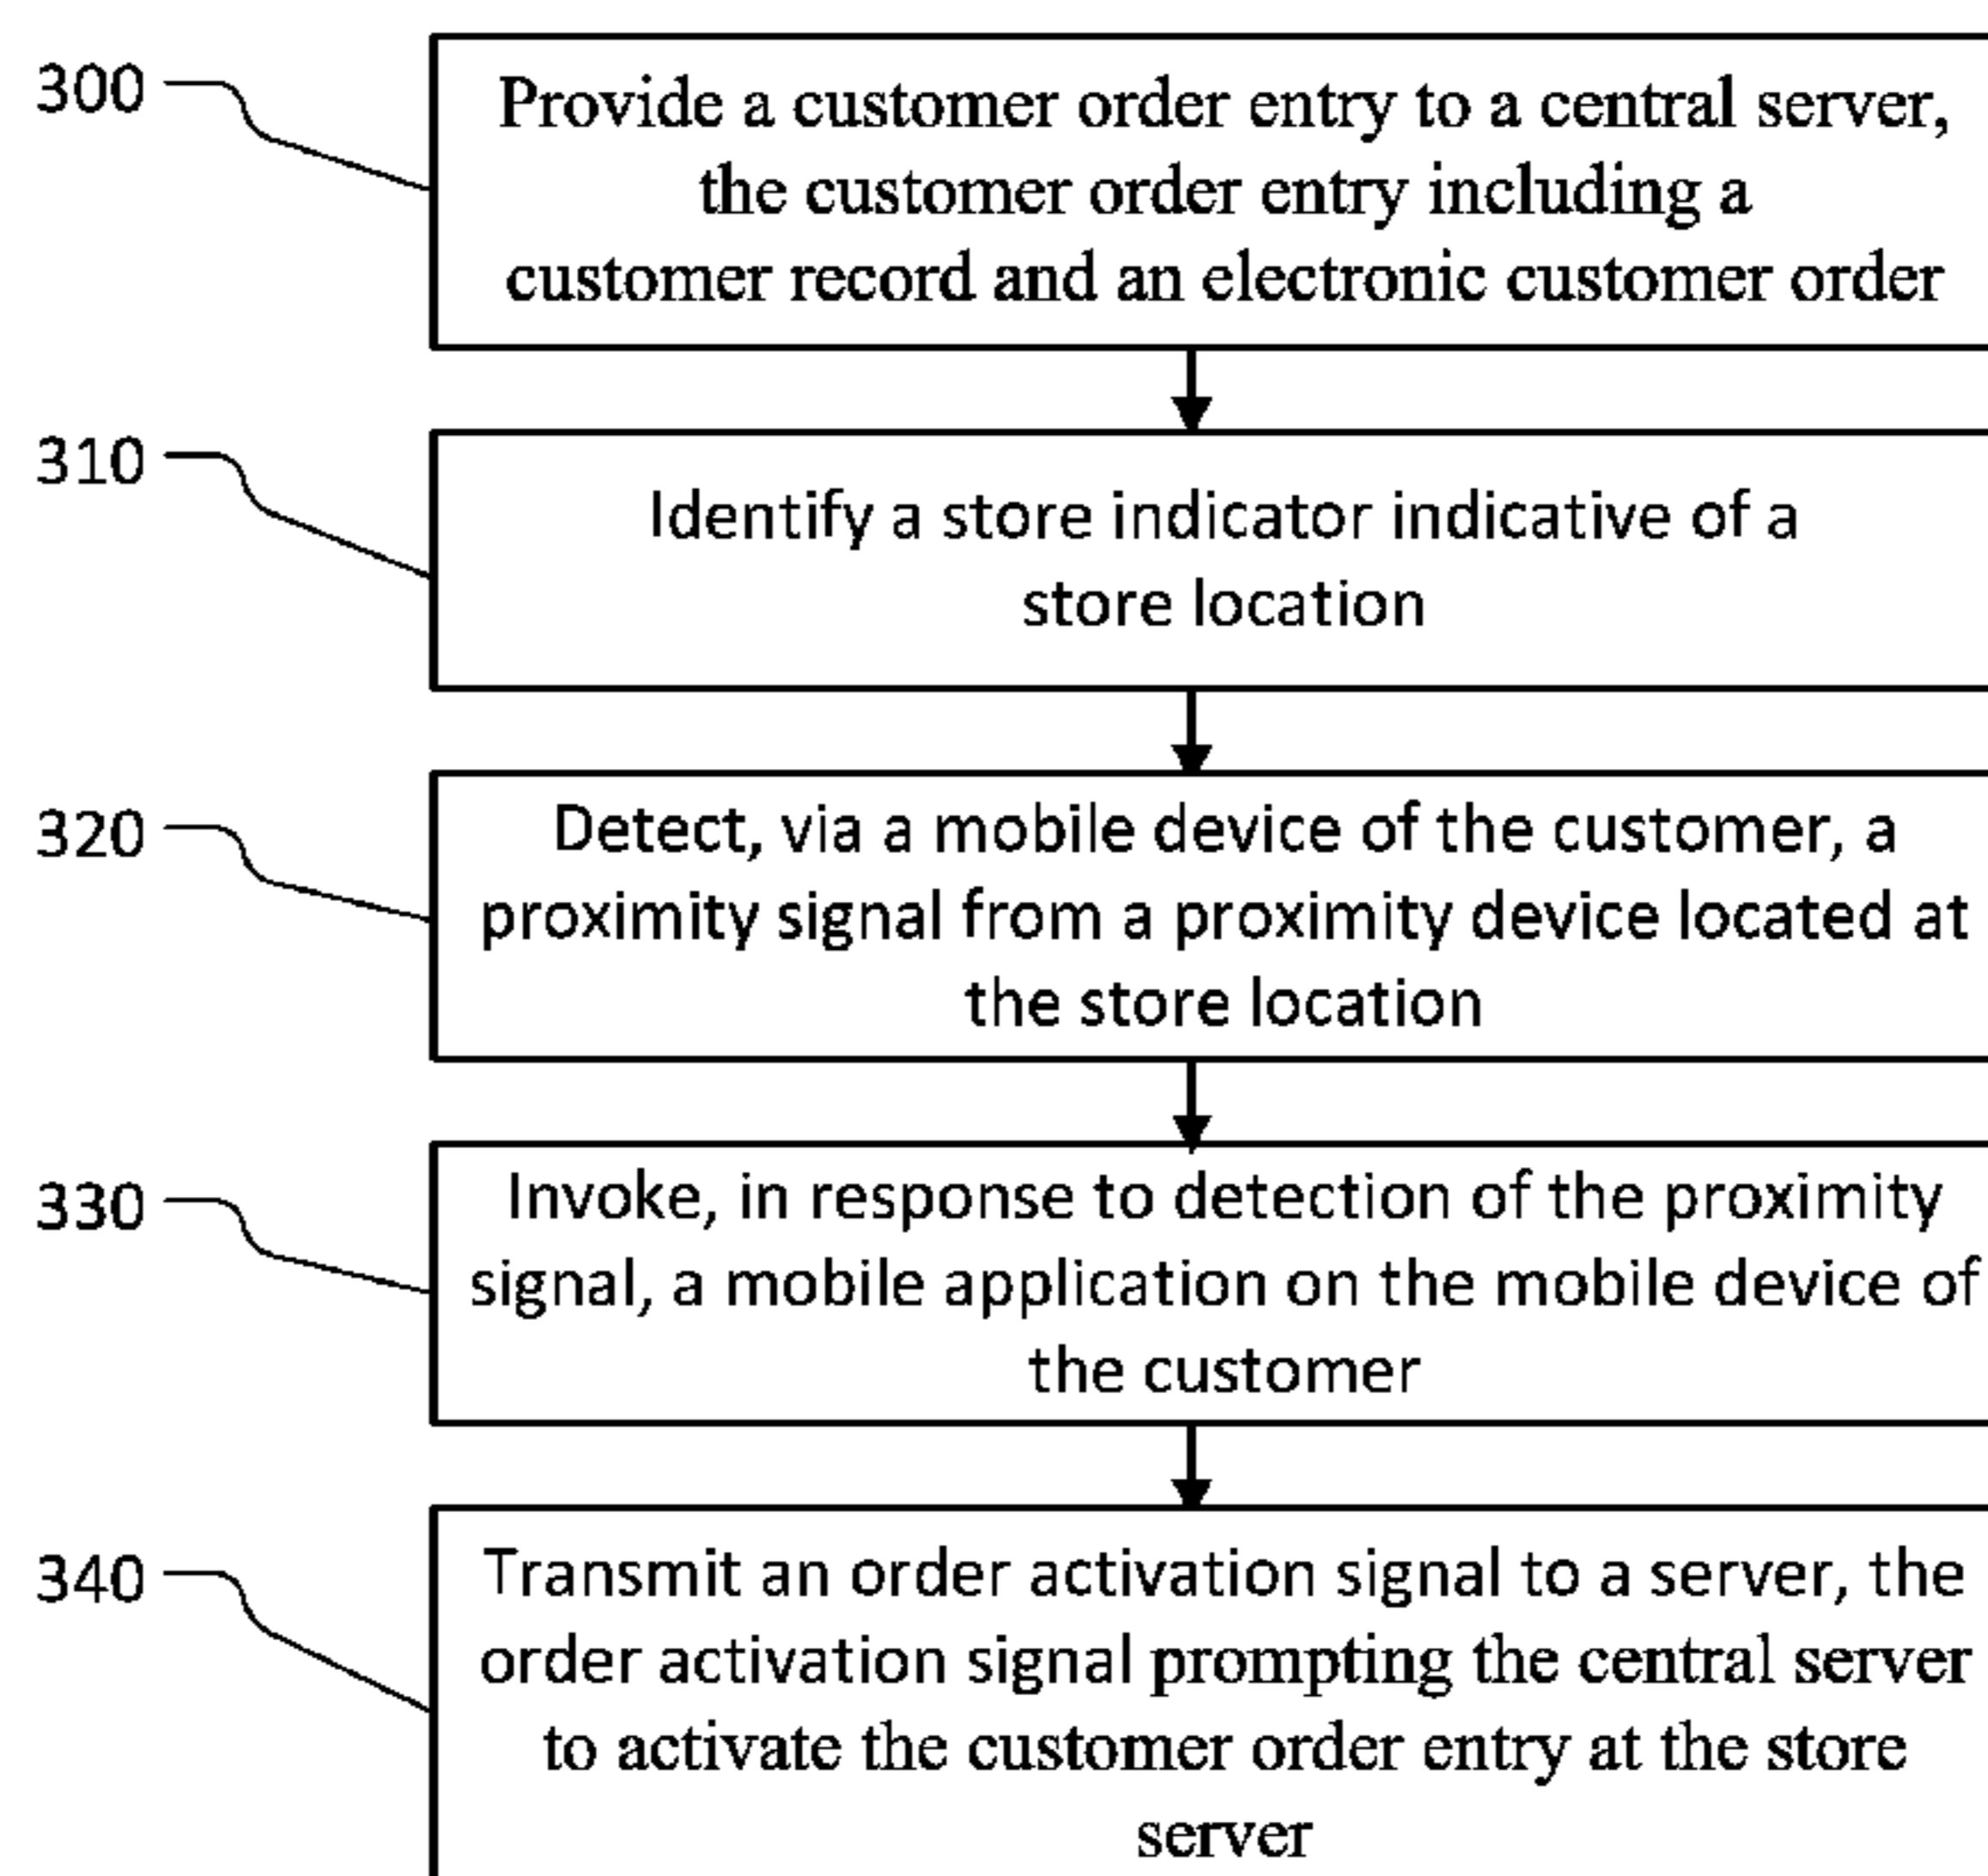 300
Provide a customer order entry to a central server,
the customer order entry including a
customer record and an electronic customer order
310
Identify a store indicator indicative of a
store location
320
Detect, via a mobile device of the customer, a
proximity signal from a proximity device located at
the store location
330
Invoke, in response to detection of the proximity
signal, a mobile application on the mobile device of
the customer
340
Transmit an order activation signal to a server, the
order activation signal prompting the central server
to activate the customer order entry at the store
server